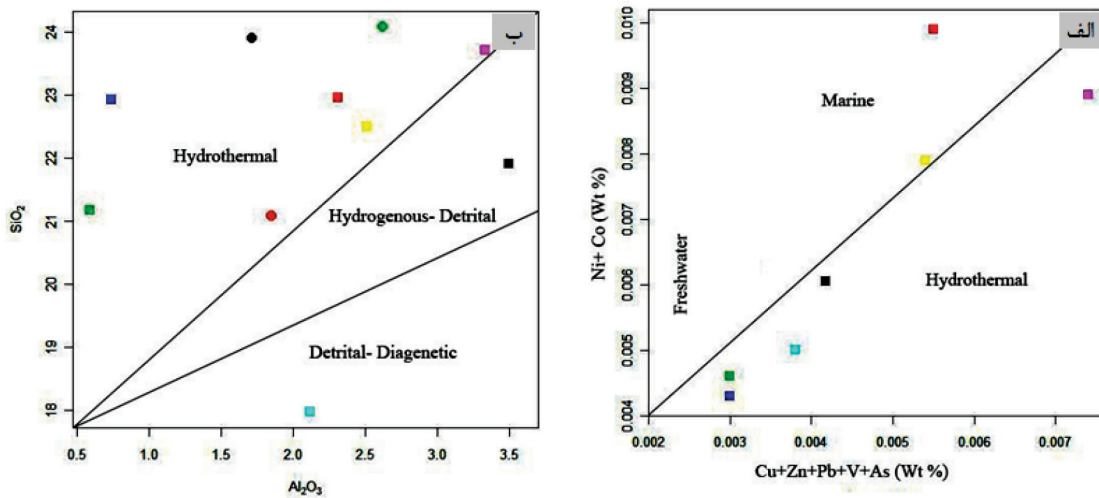 ب
24
23
22
21
20
19
18
SiO₂
Hydrothermal
Hydrogenous- Detrital
Detrital- Diagenetic
0.5 1.0 1.5 2.0 2.5 3.0 3.5
Al₂O₃
الف
0.010
0.009
0.008
0.007
0.006
0.005
0.004
Ni+ Co (Wt %)
Marine
Freshwater
Hydrothermal
0.002 0.003 0.004 0.005 0.006 0.007
Cu+Zn+Pb+V+As (Wt %)